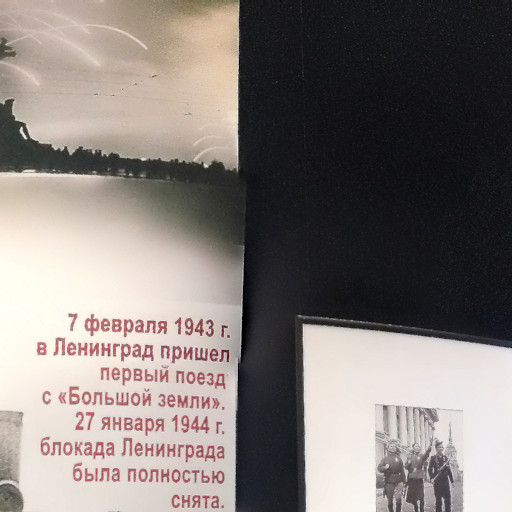 7 февраля 1943 г.
в Ленинград пришел
первый поезд
с «Большой земли».
27 января 1944 г.
блокада Ленинграда
была полностью
снята.